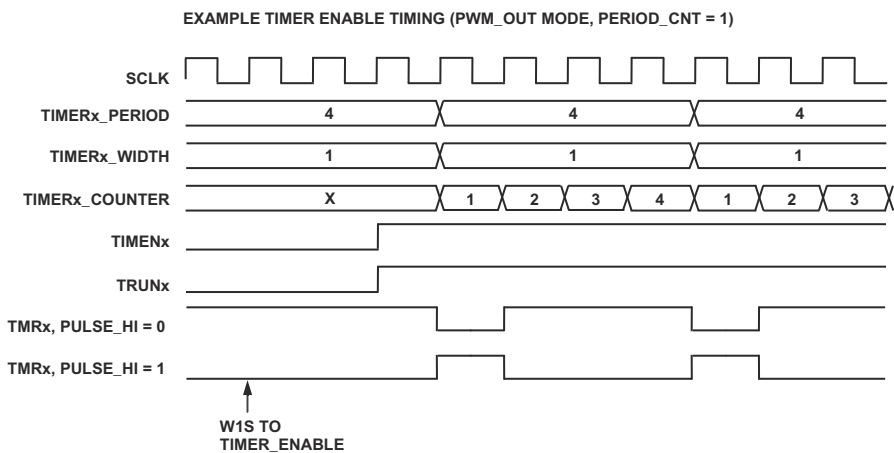 EXAMPLE TIMER ENABLE TIMING (PWM_OUT MODE, PERIOD_CNT = 1)
SCLK
TIMERx_PERIOD 4 4 4
TIMERx_WIDTH 1 1 1
TIMERx_COUNTER X 1 2 3 4 1 2 3
TIMENx
TRUNx
TMRx, PULSE_HI = 0
TMRx, PULSE_HI = 1
W1S TO
TIMER_ENABLE